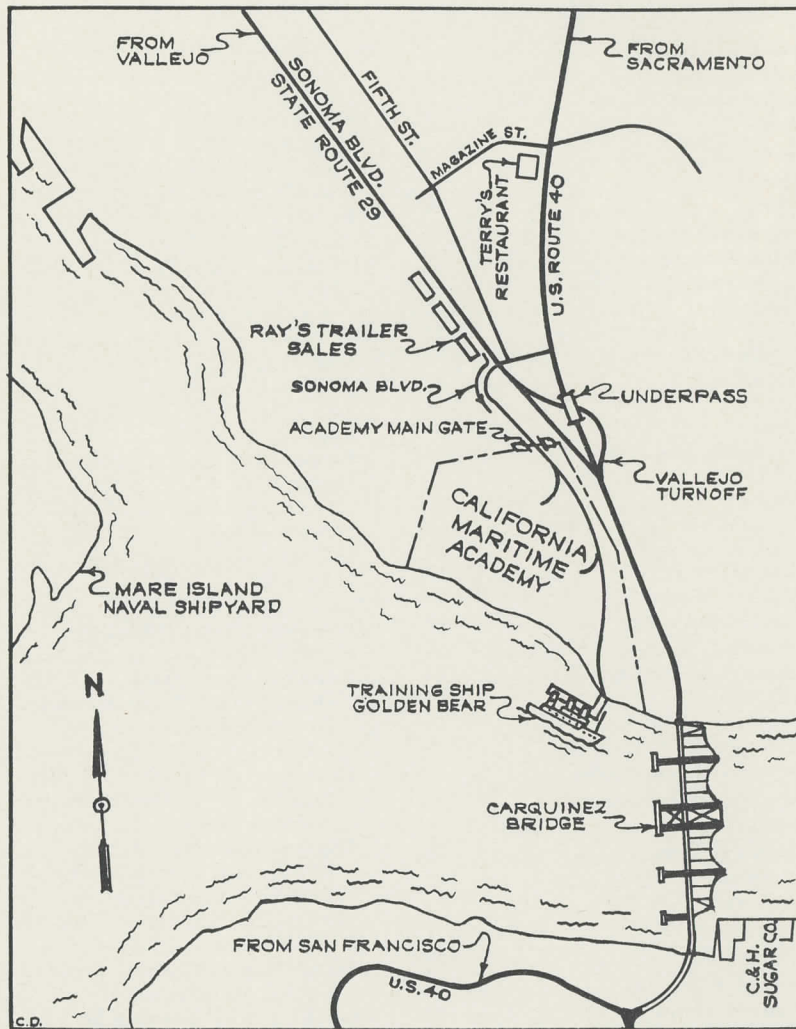 FROM
VALLEJO
SONOMA BLVD.
STATE ROUTE 29
FIFTH ST.
FROM
SACRAMENTO
MAGAZINE ST.
TERRY'S
RESTAURANT
U.S. ROUTE 40
RAY'S TRAILER
SALES
SONOMA BLVD.
UNDERPASS
ACADEMY MAIN GATE
VALLEJO
TURNOFF
CALIFORNIA
MARITIME
ACADEMY
MARE ISLAND
NAVAL SHIPYARD
N
TRAINING SHIP
GOLDEN BEAR
CARQUINEZ
BRIDGE
FROM SAN FRANCISCO
U.S. 40
C.& H.
SUGAR CO.
C.D.